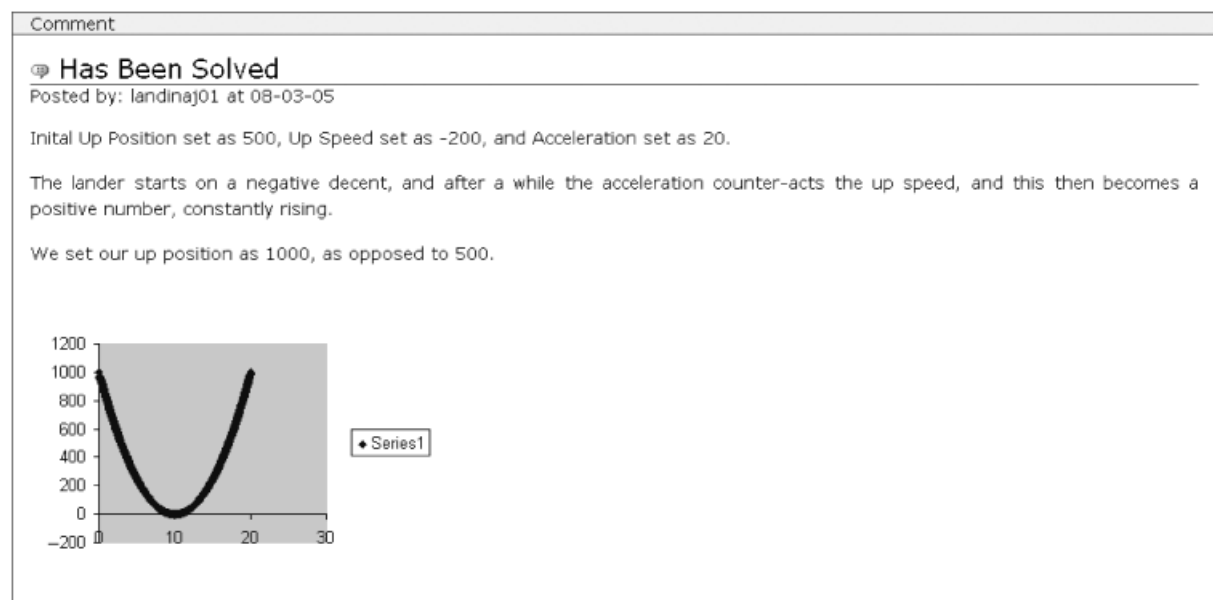 Comment
Has Been Solved
Posted by: landinaj01 at 08-03-05
Inital Up Position set as 500, Up Speed set as -200, and Acceleration set as 20.
The lander starts on a negative decent, and after a while the acceleration counter-acts the up speed, and this then becomes a
positive number, constantly rising.
We set our up position as 1000, as opposed to 500.
1200
1000
800
600
400
200
0
-200
0 10 20 30
Series1